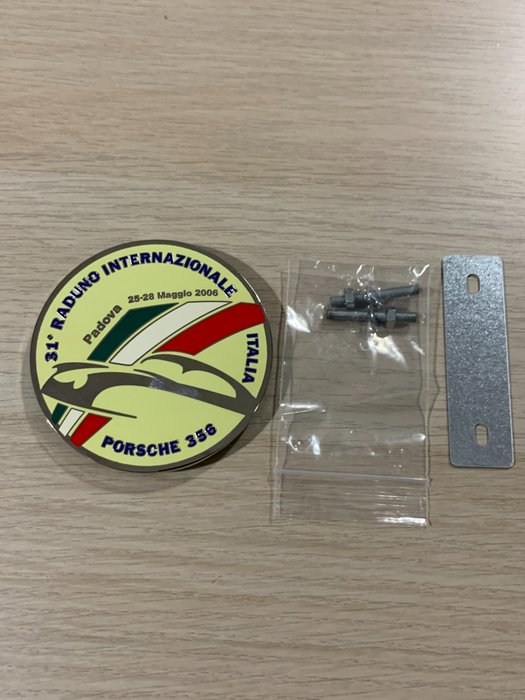 31° RADUNO INTERNAZIONALE
ITALIA
Padova
25-28 Maggio 2006
PORSCHE 356